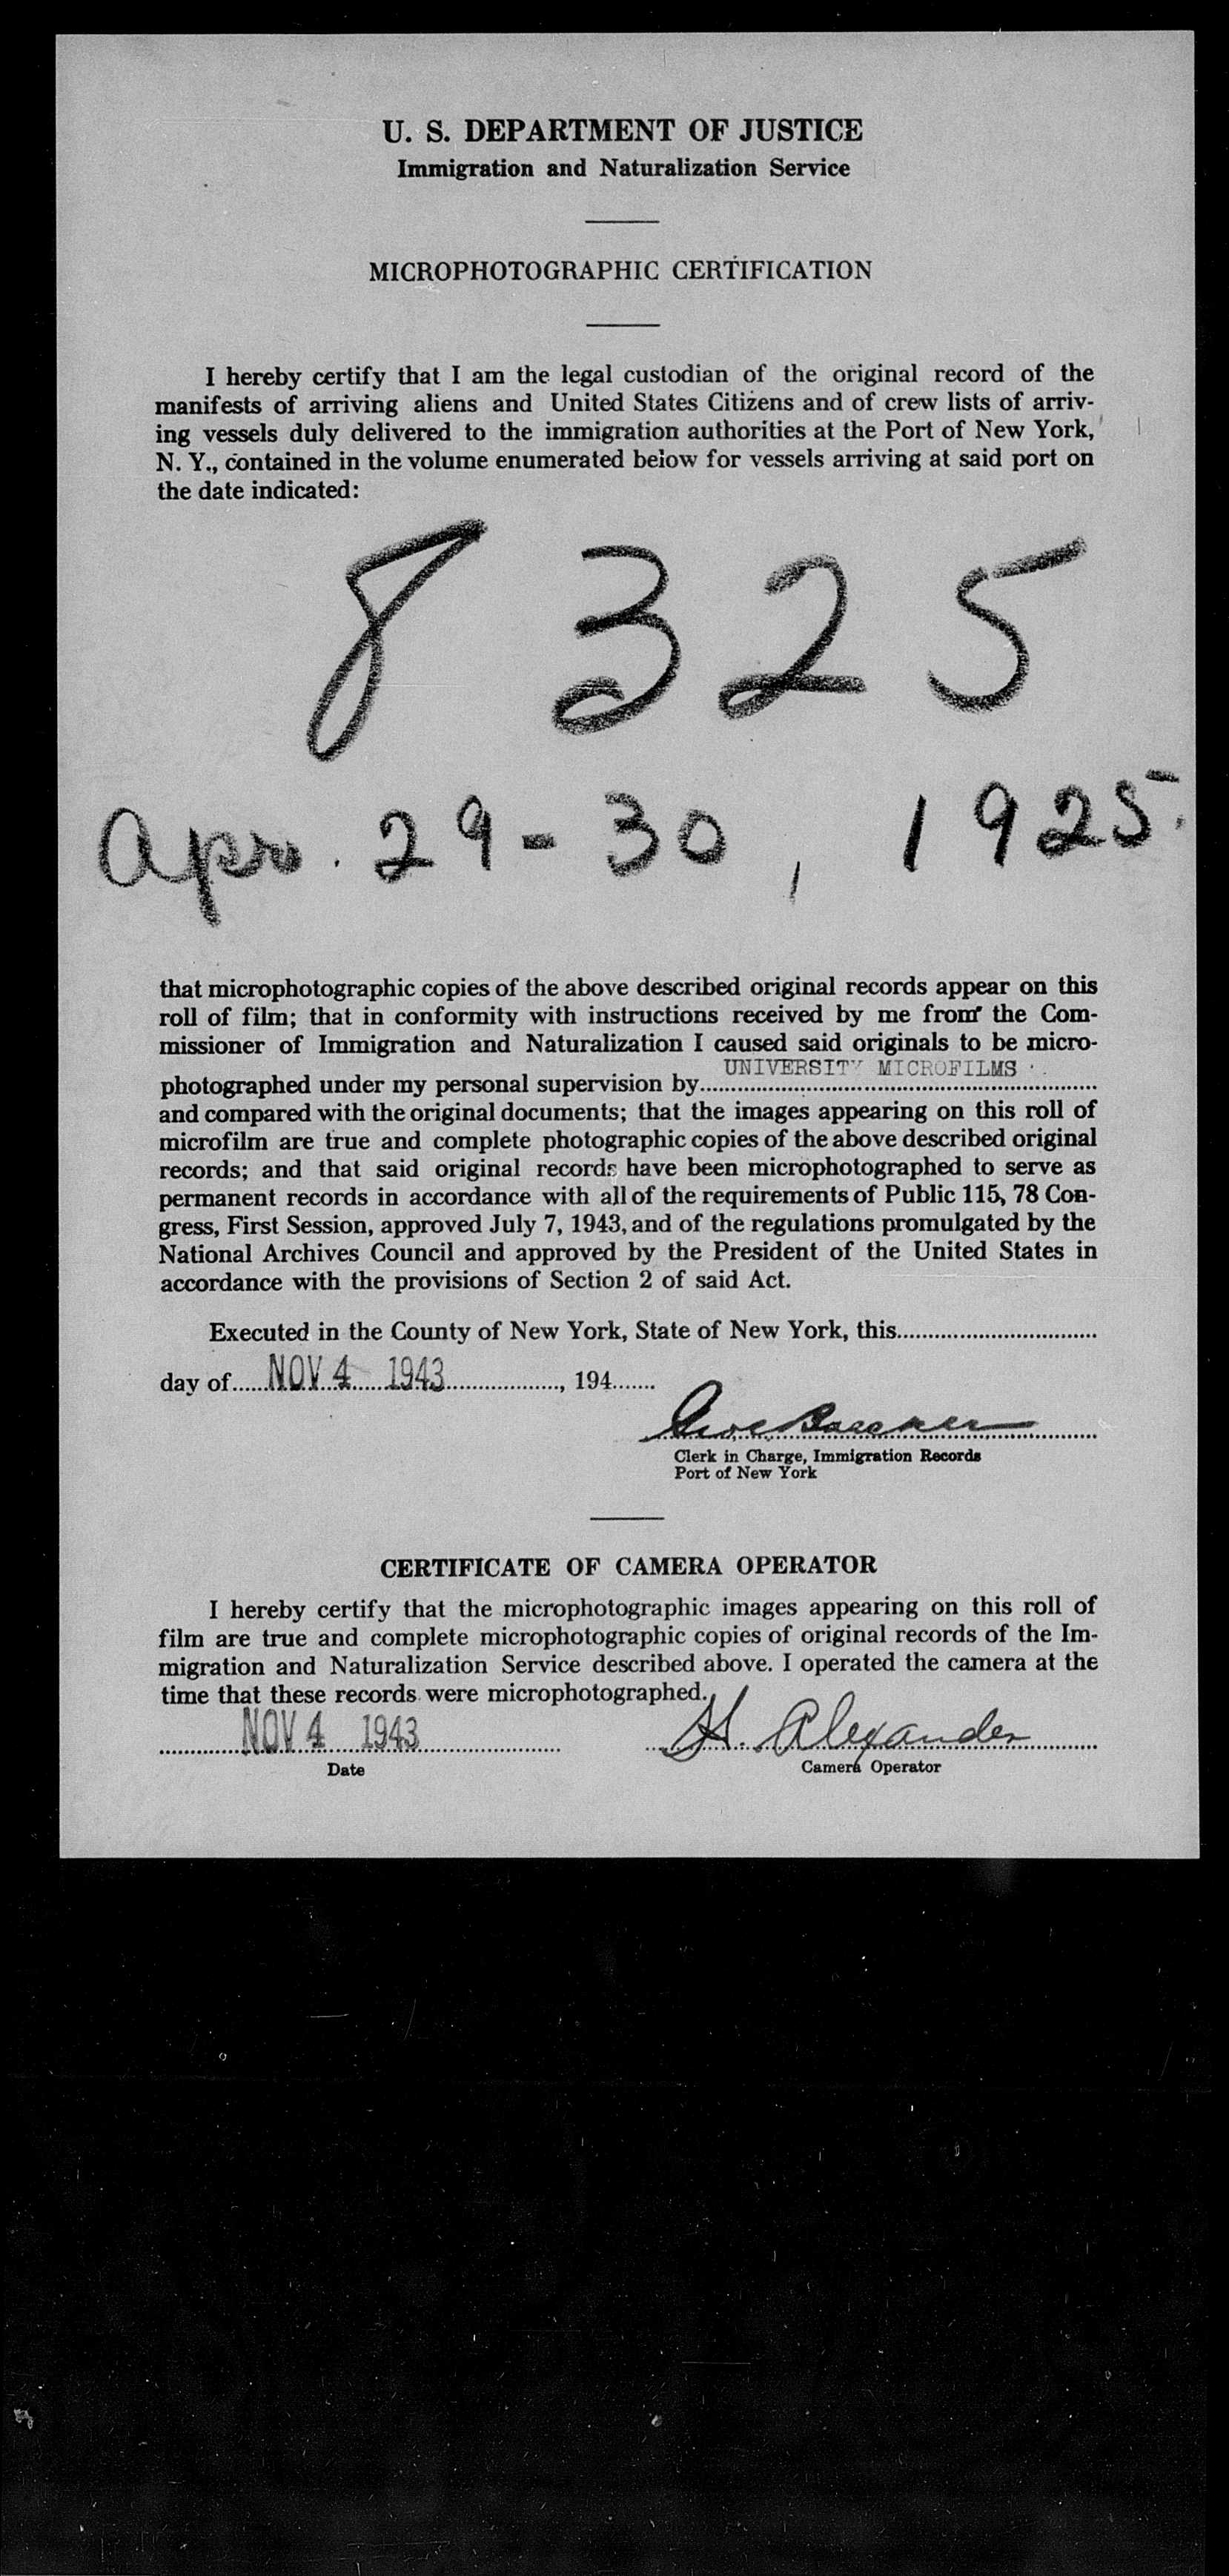 U. S. DEPARTMENT OF JUSTICE
Immigration and Naturalization Service
MICROPHOTOGRAPHIC CERTIFICATION
I hereby certify that I am the legal custodian of the original record of the
manifests of arriving aliens and United States Citizens and of crew lists of arriv-
ing vessels duly delivered to the immigration authorities at the Port of New York,
N. Y., contained in the volume enumerated below for vessels arriving at said port on
the date indicated:
8325
Apr. 29-30, 1925.
that microphotographic copies of the above described original records appear on this
roll of film; that in conformity with instructions received by me from the Com-
missioner of Immigration and Naturalization I caused said originals to be micro-
photographed under my personal supervision by UNIVERSITY MICROFILMS
and compared with the original documents; that the images appearing on this roll of
microfilm are true and complete photographic copies of the above described original
records; and that said original records have been microphotographed to serve as
permanent records in accordance with all of the requirements of Public 115, 78 Con-
gress, First Session, approved July 7, 1943, and of the regulations promulgated by the
National Archives Council and approved by the President of the United States in
accordance with the provisions of Section 2 of said Act.
Executed in the County of New York, State of New York, this
day of NOV 4 1943, 194
Clerk in Charge, Immigration Records
Port of New York
CERTIFICATE OF CAMERA OPERATOR
I hereby certify that the microphotographic images appearing on this roll of
film are true and complete microphotographic copies of original records of the Im-
migration and Naturalization Service described above. I operated the camera at the
time that these records were microphotographed.
NOV 4 1943 H. Alexander
Date Camera Operator